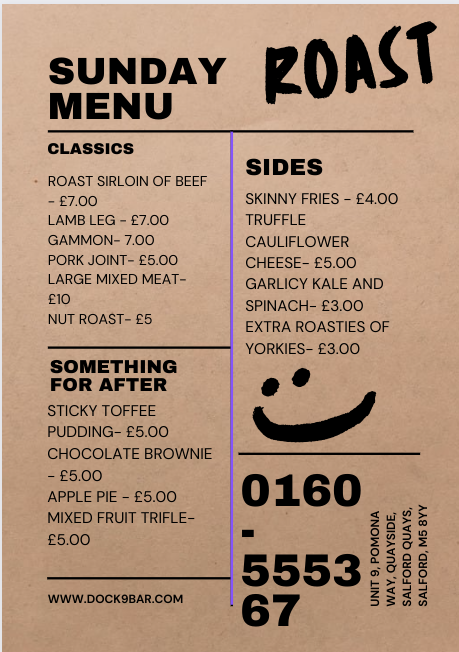 SUNDAY
MENU
ROAST
CLASSICS
ROAST SIRLOIN OF BEEF
- £7.00
LAMB LEG - £7.00
GAMMON- 7.00
PORK JOINT- £5.00
LARGE MIXED MEAT-
£10
NUT ROAST- £5
SOMETHING
FOR AFTER
STICKY TOFFEE
PUDDING- £5.00
CHOCOLATE BROWNIE
- £5.00
APPLE PIE - £5.00
MIXED FRUIT TRIFLE-
£5.00
WWW.DOCK9BAR.COM
SIDES
SKINNY FRIES - £4.00
TRUFFLE
CAULIFLOWER
CHEESE- £5.00
GARLICY KALE AND
SPINACH- £3.00
EXTRA ROASTIES OF
YORKIES- £3.00
0160
-
5553
67
UNIT 9, POMONA
WAY, QUAYSIDE,
SALFORD QUAYS,
SALFORD, M5 8YY